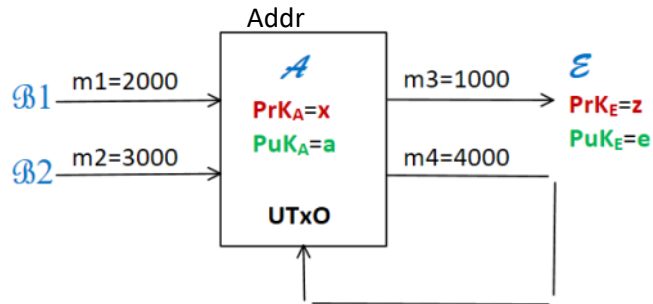 Addr
ℬ1 m1=2000
𝒜
m3=1000
ℰ
PrK_A=x
PuK_A=a
PrK_E=z
PuK_E=e
ℬ2 m2=3000
m4=4000
UTxO